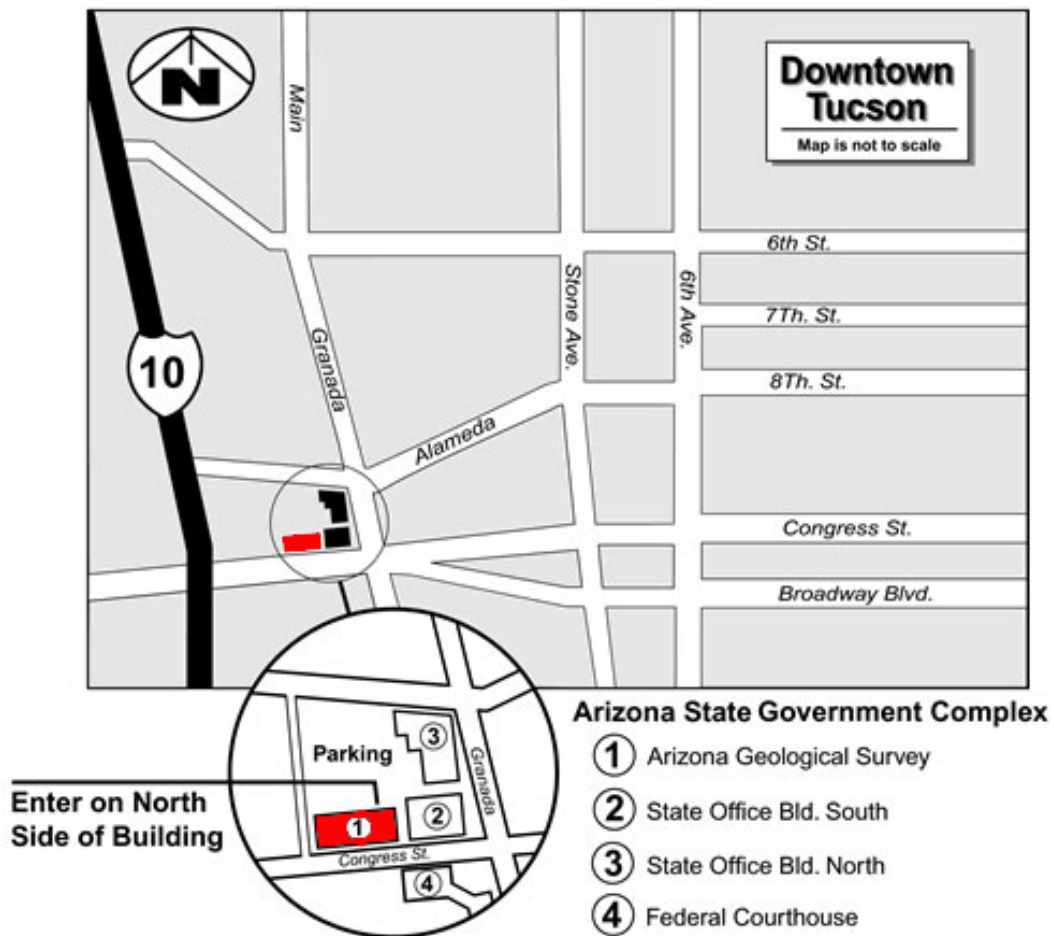 N
Downtown
Tucson
Map is not to scale
Main
6th St.
Stone Ave.
6th Ave.
7Th. St.
Granada
10
8Th. St.
Alameda
Congress St.
Broadway Blvd.
Arizona State Government Complex
3
Parking
Granada
1 Arizona Geological Survey
Enter on North
Side of Building
1
2
2 State Office Bld. South
Congress St.
3 State Office Bld. North
4
4 Federal Courthouse